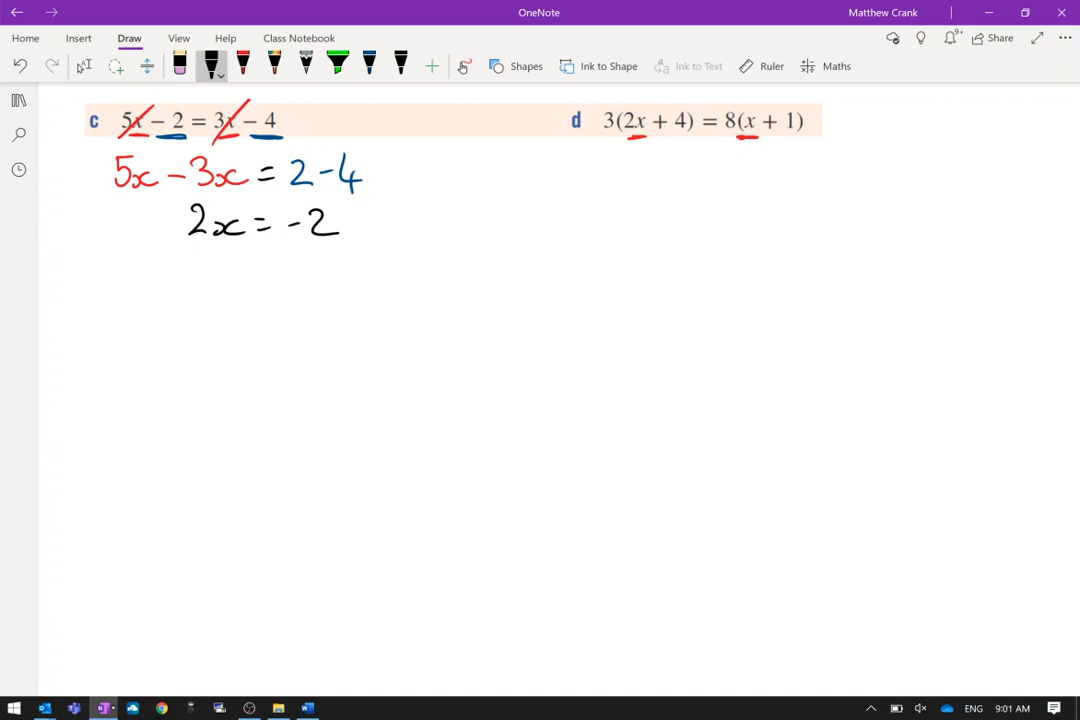 OneNote
Matthew Crank
Home Insert Draw View Help Class Notebook
9+
Share
Shapes Ink to Shape Ink to Text Ruler Maths
c 5x − 2 = 3x − 4
d 3(2x + 4) = 8(x + 1)
5x − 3x = 2 − 4
2x = -2
ENG 9:01 AM